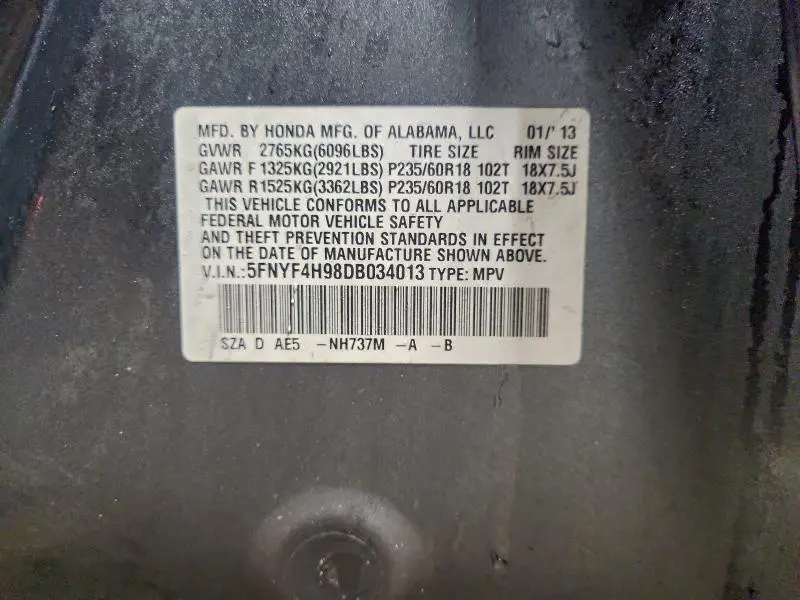 MFD. BY HONDA MFG. OF ALABAMA, LLC 01/'13
GVWR 2765KG(6096LBS) TIRE SIZE RIM SIZE
GAWR F1325KG(2921LBS) P235/60R18 102T 18X7.5J
GAWR R1525KG(3362LBS) P235/60R18 102T 18X7.5J
THIS VEHICLE CONFORMS TO ALL APPLICABLE
FEDERAL MOTOR VEHICLE SAFETY
AND THEFT PREVENTION STANDARDS IN EFFECT
ON THE DATE OF MANUFACTURE SHOWN ABOVE.
V.I.N.:5FNYF4H98DB034013 TYPE: MPV
SZA D AE5 -NH737M -A -B